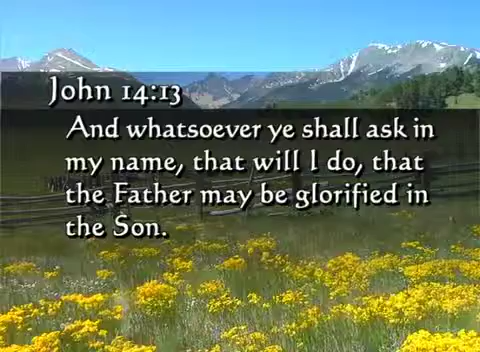 John 14:13
And whatsoever ye shall ask in
my name, that will I do, that
the Father may be glorified in
the Son.